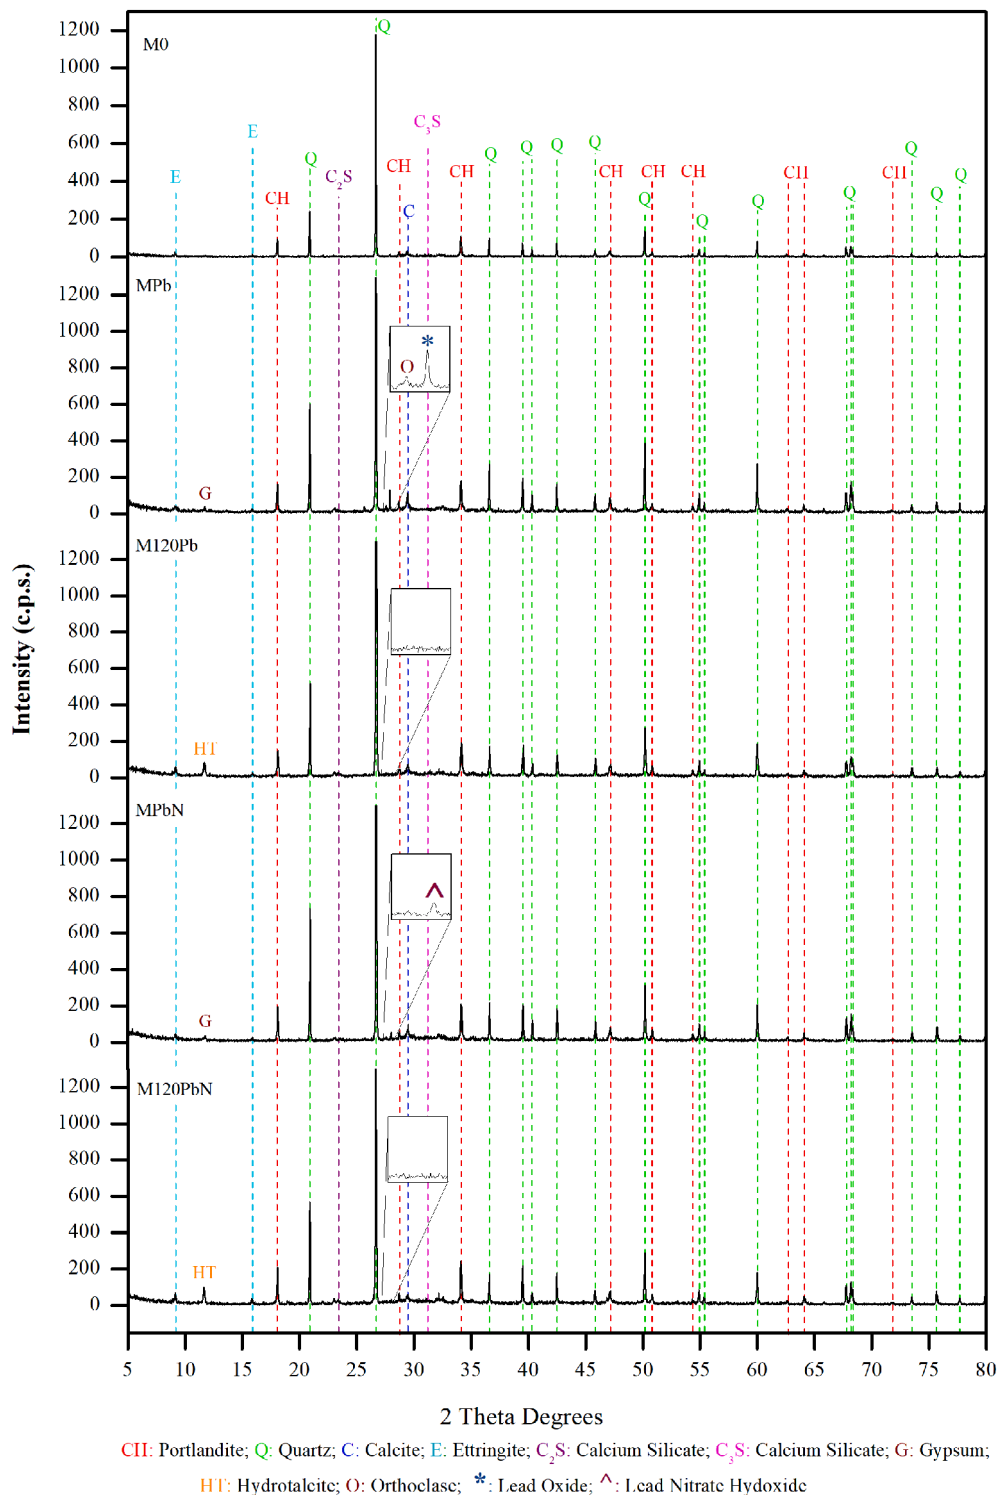 1200
M0
Q
1000
800
600
E
C3S
Q
Q
Q
Q
Q
400
E
Q
C2S
CH
CH
CH
CH
CH
CH
CH
Q
200
CH
C
Q
Q
Q
Q
Q
0
MPb
1200
1000
*
800
O
600
400
200
G
0
M120Pb
1200
1000
800
600
400
200
HT
0
MPbN
1200
1000
^
800
600
400
200
G
0
M120PbN
1200
1000
800
600
400
200
HT
0
Intensity (c.p.s.)
5 10 15 20 25 30 35 40 45 50 55 60 65 70 75 80
2 Theta Degrees
CH: Portlandite; Q: Quartz; C: Calcite; E: Ettringite; C2S: Calcium Silicate; C3S: Calcium Silicate; G: Gypsum;
HT: Hydrotalcite; O: Orthoclase; *: Lead Oxide; ^: Lead Nitrate Hydoxide